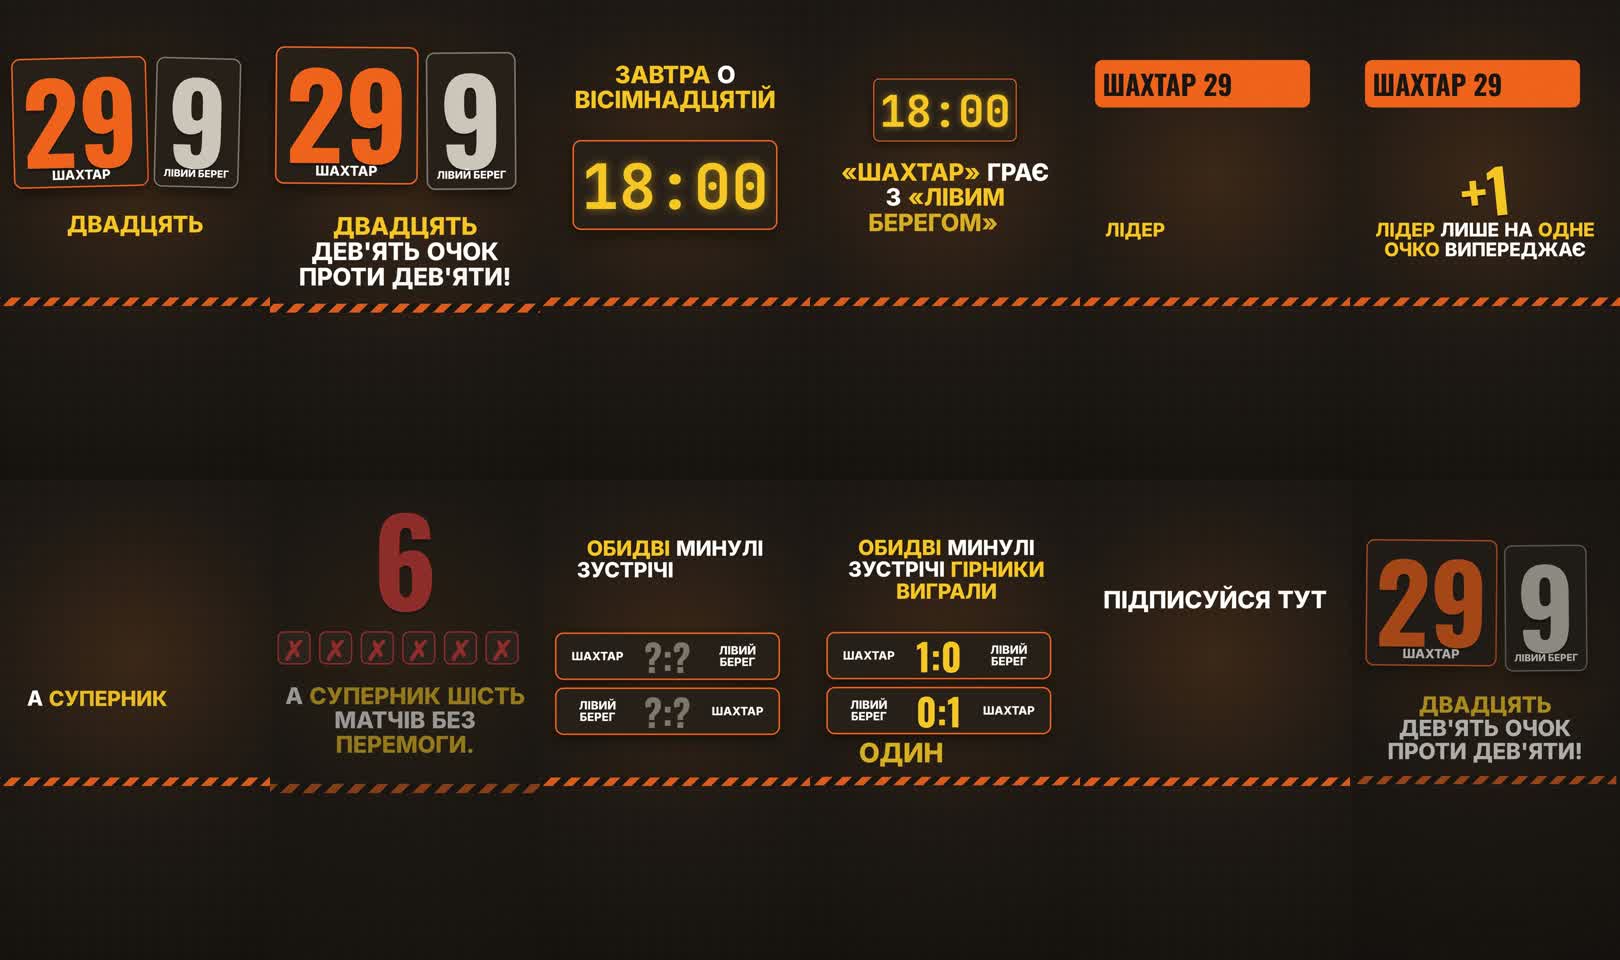 29 9
ШАХТАР ЛІВИЙ БЕРЕГ
ДВАДЦЯТЬ
29 9
ШАХТАР ЛІВИЙ БЕРЕГ
ДВАДЦЯТЬ
ДЕВ'ЯТЬ ОЧОК
ПРОТИ ДЕВ'ЯТИ!
ЗАВТРА О
ВІСІМНАДЦЯТІЙ
18:00
18:00
«ШАХТАР» ГРАЄ
З «ЛІВИМ
БЕРЕГОМ»
ШАХТАР 29
ЛІДЕР
ШАХТАР 29
+1
ЛІДЕР ЛИШЕ НА ОДНЕ
ОЧКО ВИПЕРЕДЖАЄ
А СУПЕРНИК
6
✗ ✗ ✗ ✗ ✗ ✗
А СУПЕРНИК ШІСТЬ
МАТЧІВ БЕЗ
ПЕРЕМОГИ.
ОБИДВІ МИНУЛІ
ЗУСТРІЧІ
ШАХТАР ?:? ЛІВИЙ БЕРЕГ
ЛІВИЙ БЕРЕГ ?:? ШАХТАР
ОБИДВІ МИНУЛІ
ЗУСТРІЧІ ГІРНИКИ
ВИГРАЛИ
ШАХТАР 1:0 ЛІВИЙ БЕРЕГ
ЛІВИЙ БЕРЕГ 0:1 ШАХТАР
ОДИН
ПІДПИСУЙСЯ ТУТ
29 9
ШАХТАР ЛІВИЙ БЕРЕГ
ДВАДЦЯТЬ
ДЕВ'ЯТЬ ОЧОК
ПРОТИ ДЕВ'ЯТИ!